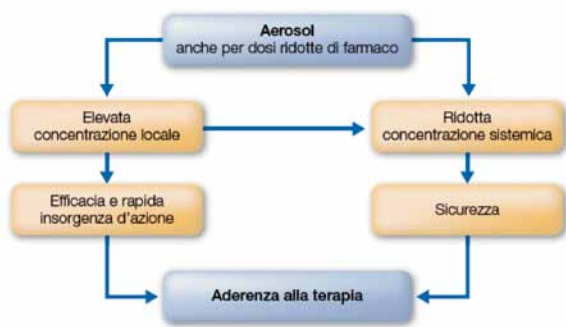 Aerosol
anche per dosi ridotte di farmaco
Elevata
concentrazione locale
Ridotta
concentrazione sistemica
Efficacia e rapida
insorgenza d'azione
Sicurezza
Aderenza alla terapia